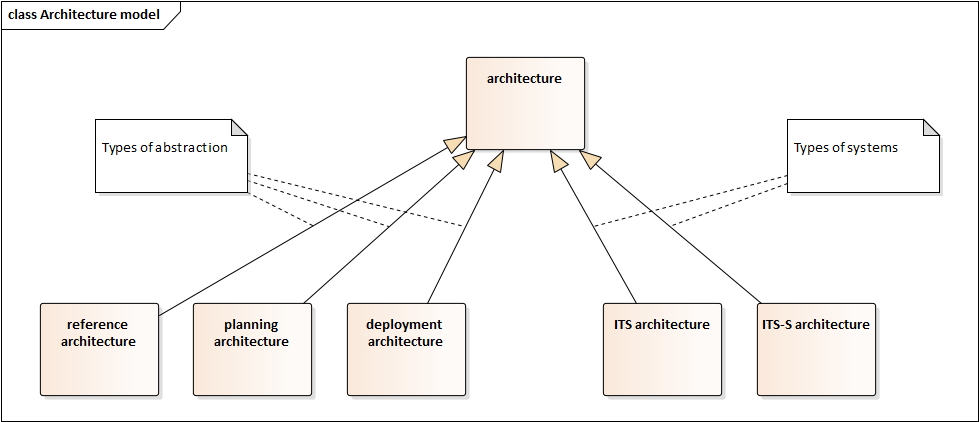 class Architecture model
architecture
Types of abstraction
Types of systems
reference
architecture
planning
architecture
deployment
architecture
ITS architecture
ITS-S architecture